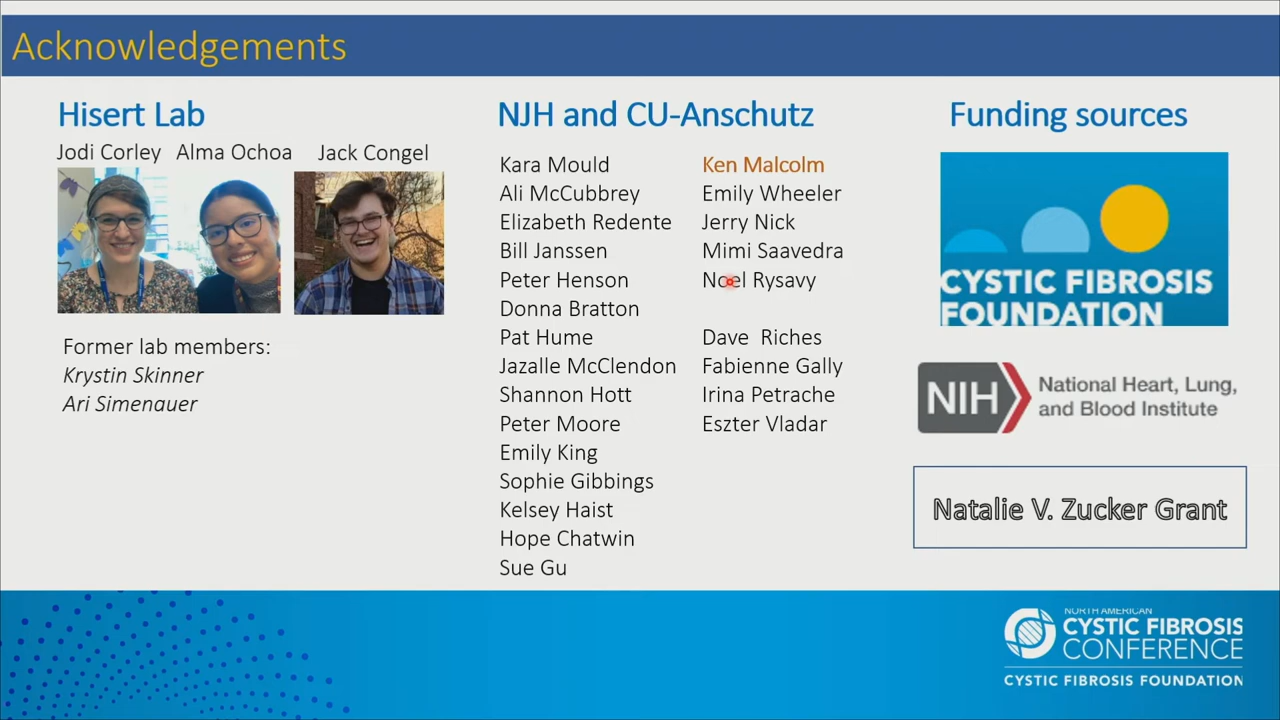 Acknowledgements
Hisert Lab
Jodi Corley Alma Ochoa Jack Congel
Former lab members:
Krystin Skinner
Ari Simenauer
NJH and CU-Anschutz
Kara Mould
Ali McCubbrey
Elizabeth Redente
Bill Janssen
Peter Henson
Donna Bratton
Pat Hume
Jazalle McClendon
Shannon Hott
Peter Moore
Emily King
Sophie Gibbings
Kelsey Haist
Hope Chatwin
Sue Gu
Ken Malcolm
Emily Wheeler
Jerry Nick
Mimi Saavedra
Noel Rysavy
Dave Riches
Fabienne Gally
Irina Petrache
Eszter Vladar
Funding sources
CYSTIC FIBROSIS
FOUNDATION
NIH
National Heart, Lung,
and Blood Institute
Natalie V. Zucker Grant
NORTH AMERICAN
CYSTIC FIBROSIS
CONFERENCE
CYSTIC FIBROSIS FOUNDATION